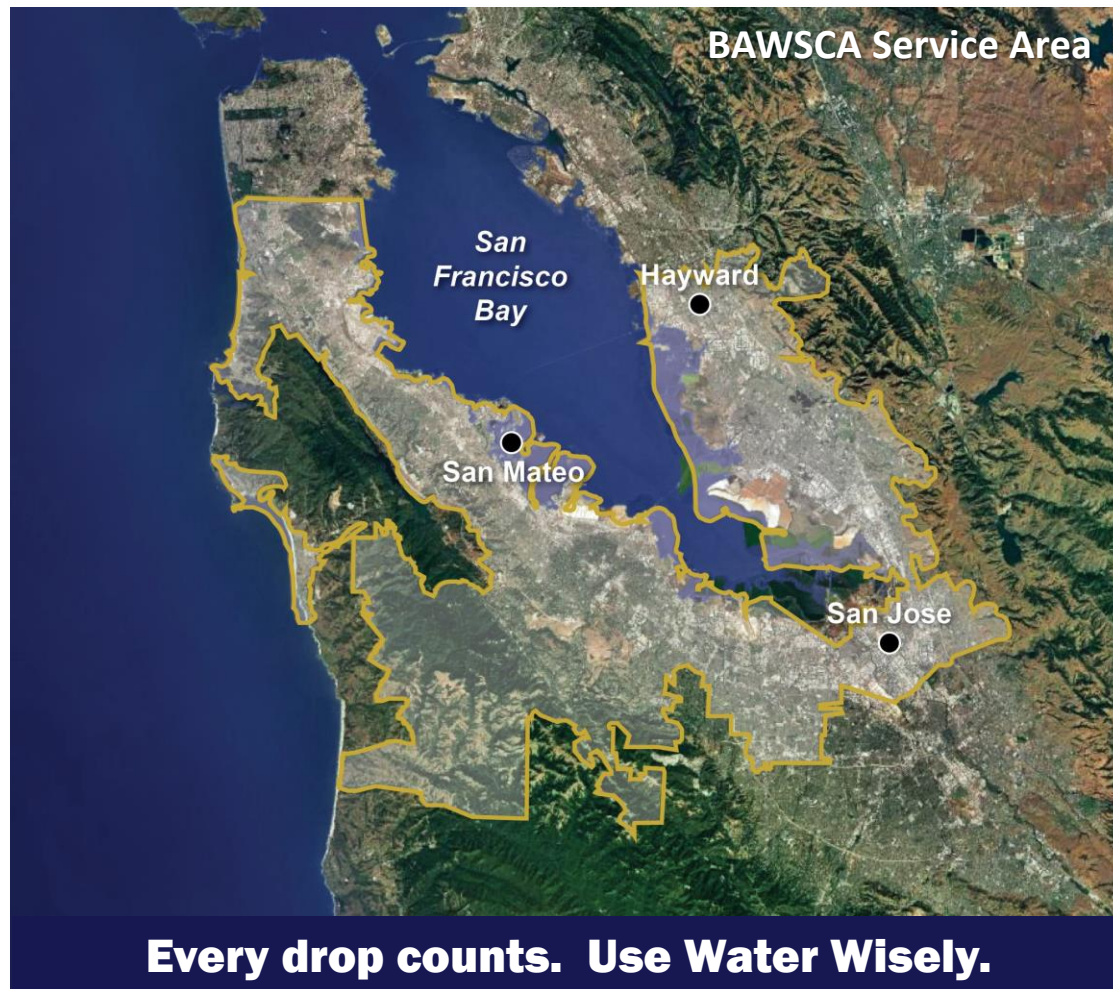 BAWSCA Service Area
San
Francisco
Bay
Hayward
San Mateo
San Jose
Every drop counts.  Use Water Wisely.